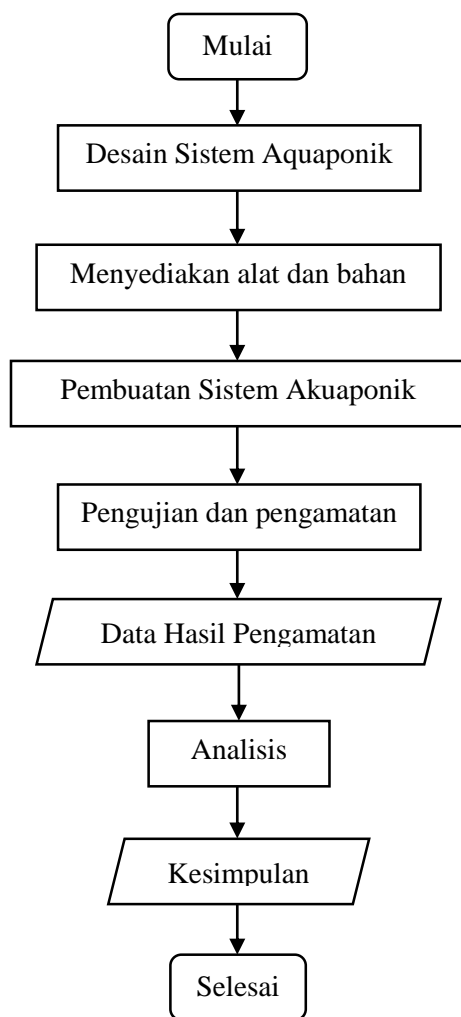 Mulai
Desain Sistem Aquaponik
Menyediakan alat dan bahan
Pembuatan Sistem Akuaponik
Pengujian dan pengamatan
Data Hasil Pengamatan
Analisis
Kesimpulan
Selesai